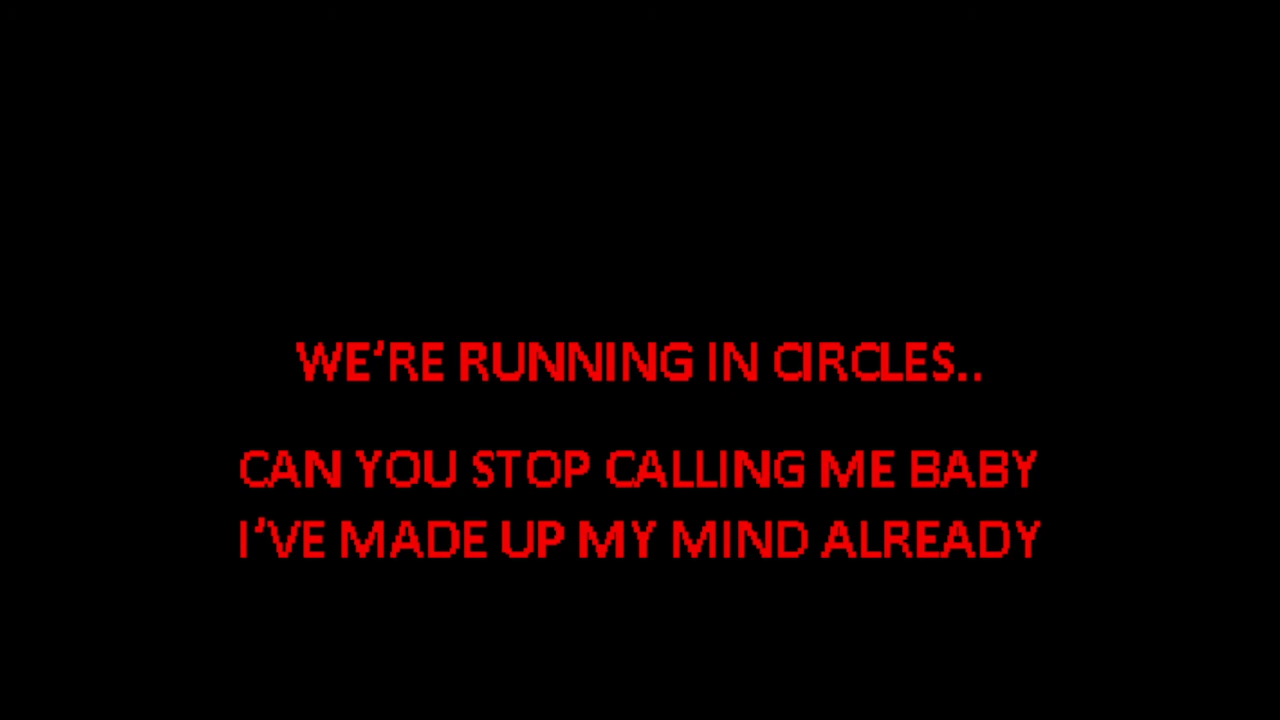 WE’RE RUNNING IN CIRCLES..
CAN YOU STOP CALLING ME BABY
I’VE MADE UP MY MIND ALREADY